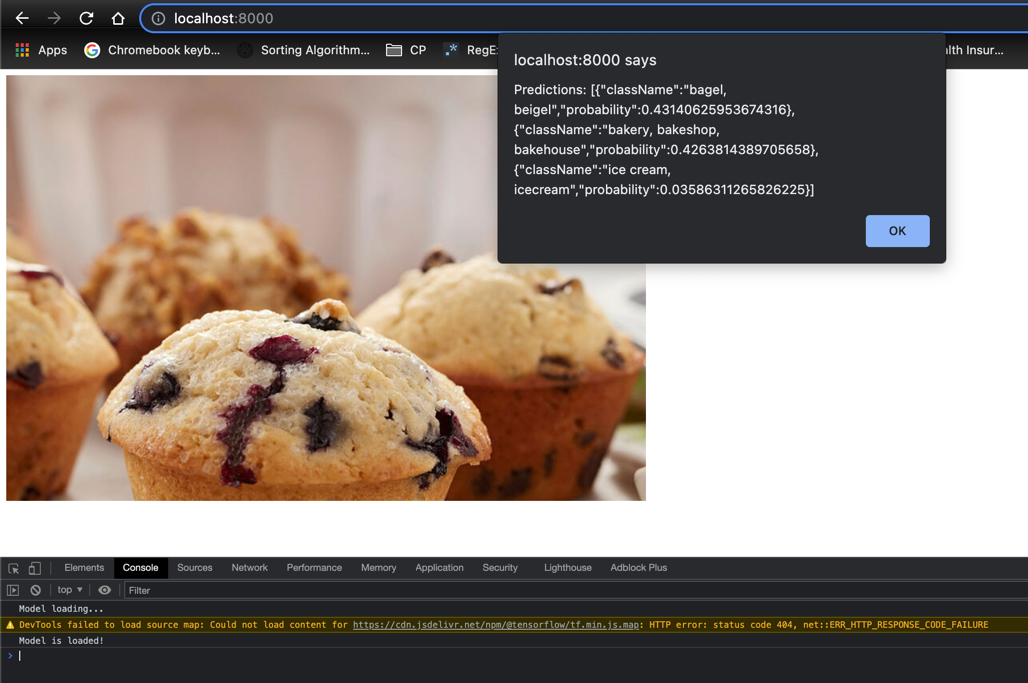 localhost:8000
Apps Chromebook keyb... Sorting Algorithm... CP RegE: lth Insur...
localhost:8000 says
Predictions: [{"className":"bagel,
beigel","probability":0.43140625953674316},
{"className":"bakery, bakeshop,
bakehouse","probability":0.4263814389705658},
{"className":"ice cream,
icecream","probability":0.03586311265826225}]
OK
Elements Console Sources Network Performance Memory Application Security Lighthouse Adblock Plus
top Filter
Model loading...
DevTools failed to load source map: Could not load content for https://cdn.jsdelivr.net/npm/@tensorflow/tf.min.js.map: HTTP error: status code 404, net::ERR_HTTP_RESPONSE_CODE_FAILURE
Model is loaded!